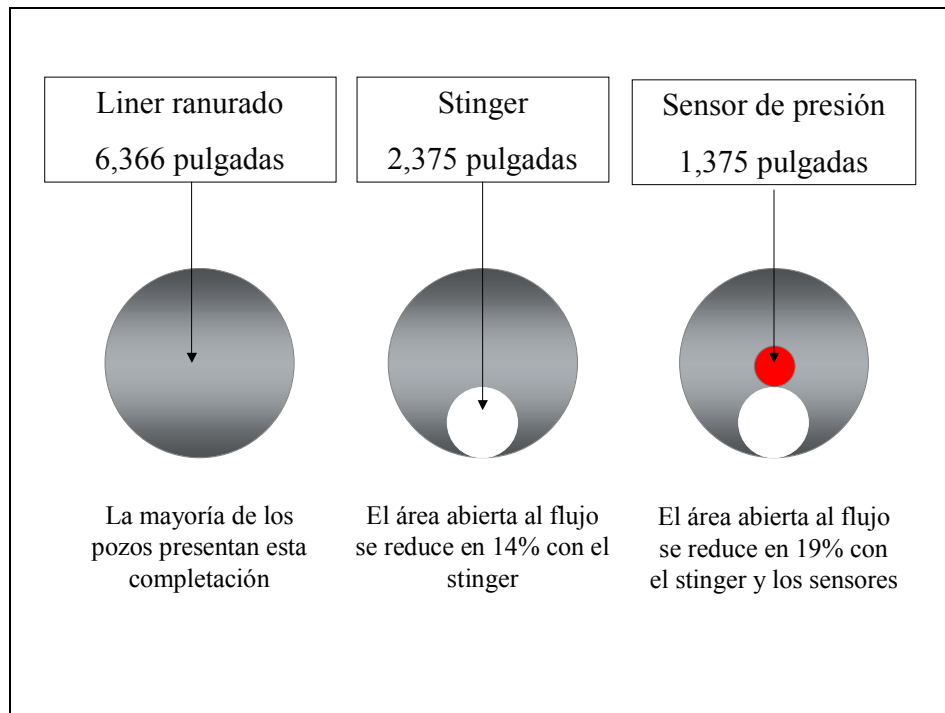 Liner ranurado
6,366 pulgadas
Stinger
2,375 pulgadas
Sensor de presión
1,375 pulgadas
La mayoría de los
pozos presentan esta
completación
El área abierta al flujo
se reduce en 14% con el
stinger
El área abierta al flujo
se reduce en 19% con
el stinger y los sensores